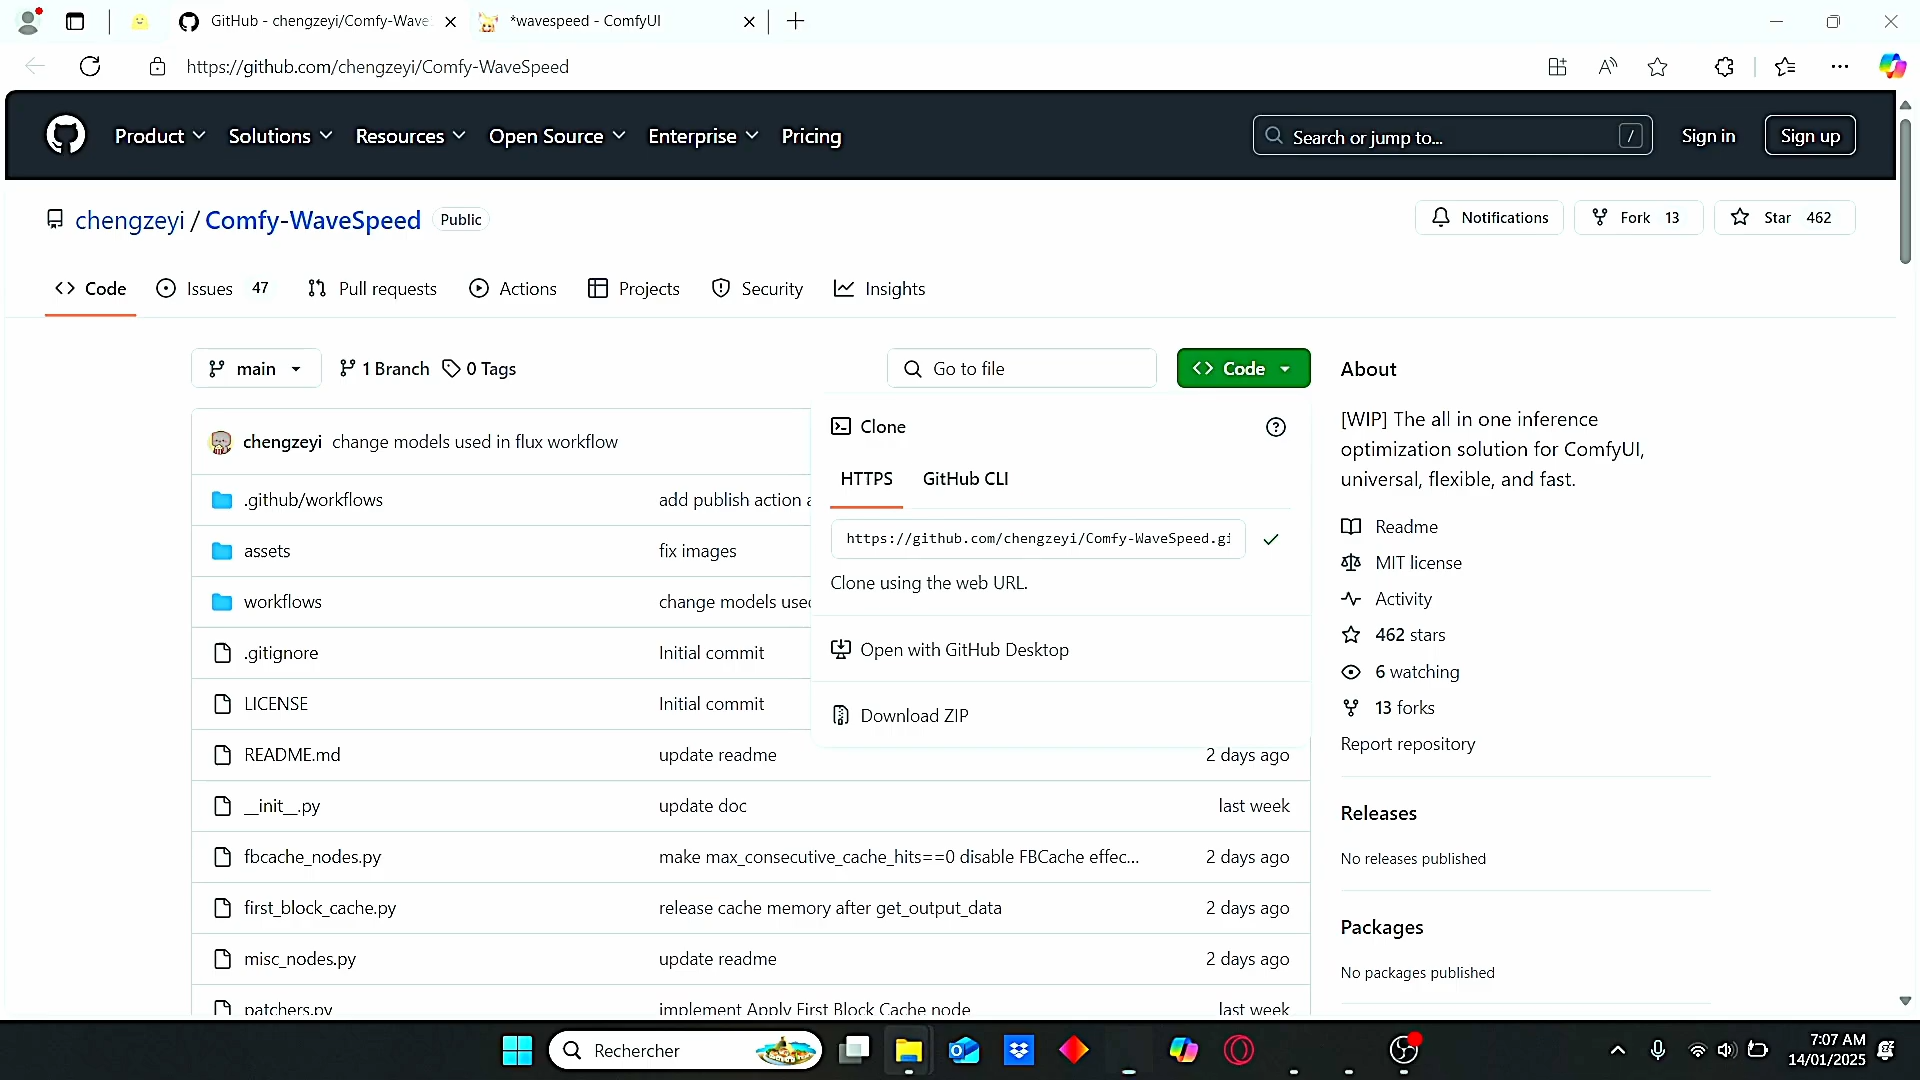 GitHub - chengzeyi/Comfy-Wave
*wavespeed - ComfyUI
https://github.com/chengzeyi/Comfy-WaveSpeed
Product
Solutions
Resources
Open Source
Enterprise
Pricing
Search or jump to...
/
Sign in
Sign up
chengzeyi / Comfy-WaveSpeed
Public
Notifications
Fork 13
Star 462
Code
Issues 47
Pull requests
Actions
Projects
Security
Insights
main
1 Branch
0 Tags
Go to file
Code
chengzeyi change models used in flux workflow
.github/workflows add publish action a
assets fix images
workflows change models used
.gitignore Initial commit
LICENSE Initial commit
README.md update readme 2 days ago
__init__.py update doc last week
fbcache_nodes.py make max_consecutive_cache_hits==0 disable FBCache effec... 2 days ago
first_block_cache.py release cache memory after get_output_data 2 days ago
misc_nodes.py update readme 2 days ago
patchers.py implement Apply First Block Cache node last week
Clone
HTTPS
GitHub CLI
https://github.com/chengzeyi/Comfy-WaveSpeed.gi
Clone using the web URL.
Open with GitHub Desktop
Download ZIP
About
[WIP] The all in one inference
optimization solution for ComfyUI,
universal, flexible, and fast.
Readme
MIT license
Activity
462 stars
6 watching
13 forks
Report repository
Releases
No releases published
Packages
No packages published
Rechercher
7:07 AM
14/01/2025